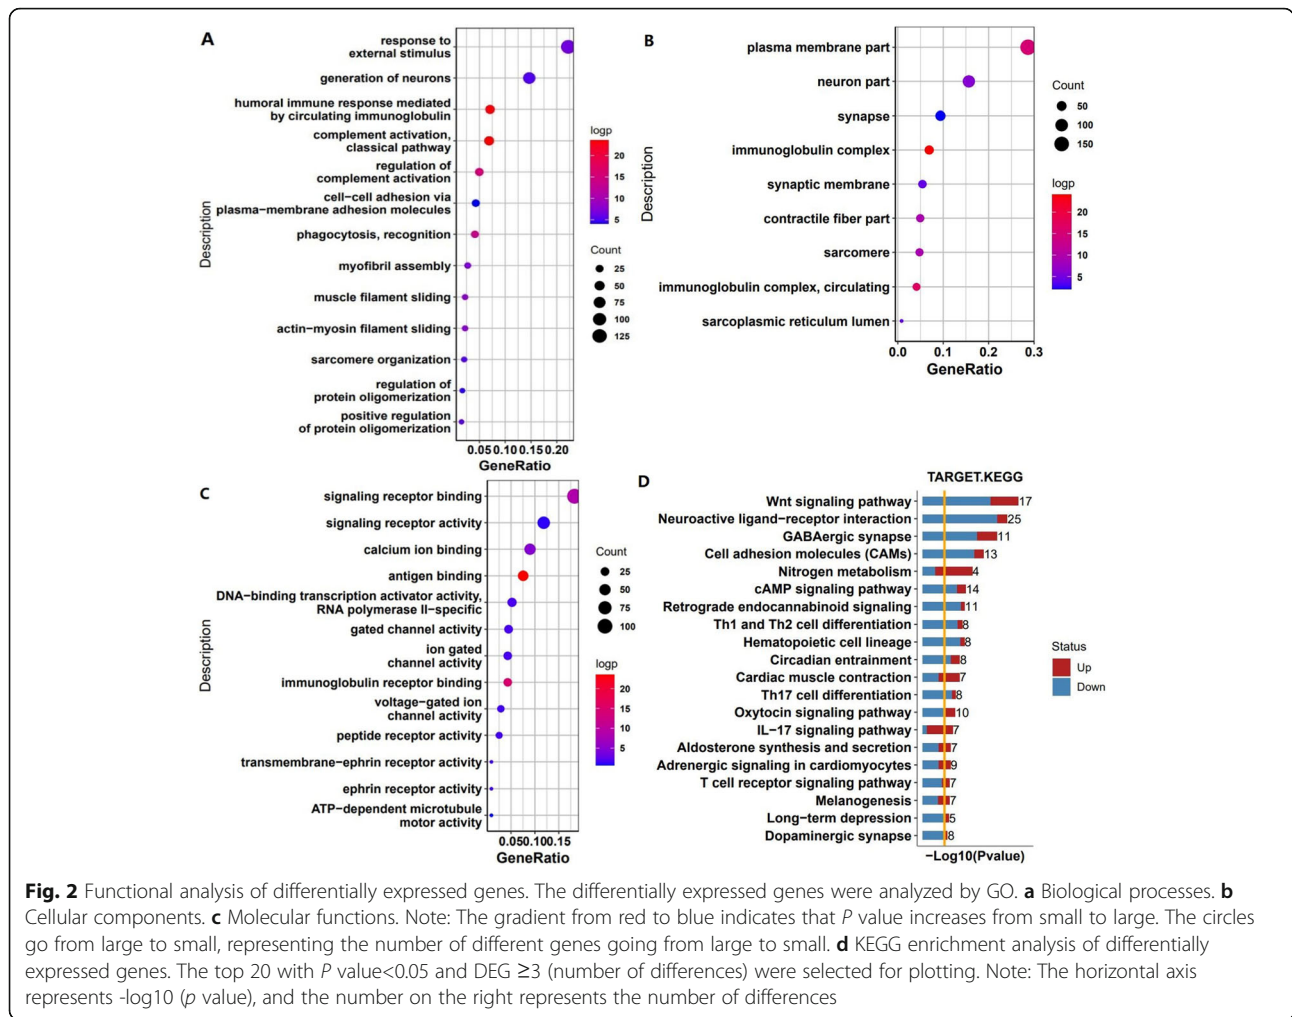 A
response to
external stimulus
generation of neurons
humoral immune response mediated
by circulating immunoglobulin
complement activation,
classical pathway
regulation of
complement activation
cell−cell adhesion via
plasma−membrane adhesion molecules
phagocytosis, recognition
myofibril assembly
muscle filament sliding
actin−myosin filament sliding
sarcomere organization
regulation of
protein oligomerization
positive regulation
of protein oligomerization
Description
0.05 0.10 0.15 0.20
GeneRatio
logp
20
15
10
5
Count
25
50
75
100
125
B
plasma membrane part
neuron part
synapse
immunoglobulin complex
synaptic membrane
contractile fiber part
sarcomere
immunoglobulin complex, circulating
sarcoplasmic reticulum lumen
Description
0.0 0.1 0.2 0.3
GeneRatio
Count
50
100
150
logp
20
15
10
5
C
signaling receptor binding
signaling receptor activity
calcium ion binding
antigen binding
DNA−binding transcription activator activity,
RNA polymerase II−specific
gated channel activity
ion gated
channel activity
immunoglobulin receptor binding
voltage−gated ion
channel activity
peptide receptor activity
transmembrane−ephrin receptor activity
ephrin receptor activity
ATP−dependent microtubule
motor activity
Description
0.05 0.10 0.15
GeneRatio
Count
25
50
75
100
logp
20
15
10
5
D
TARGET.KEGG
Wnt signaling pathway 17
Neuroactive ligand−receptor interaction 25
GABAergic synapse 11
Cell adhesion molecules (CAMs) 13
Nitrogen metabolism 4
cAMP signaling pathway 14
Retrograde endocannabinoid signaling 11
Th1 and Th2 cell differentiation 8
Hematopoietic cell lineage 8
Circadian entrainment 8
Cardiac muscle contraction 7
Th17 cell differentiation 8
Oxytocin signaling pathway 10
IL−17 signaling pathway 7
Aldosterone synthesis and secretion 7
Adrenergic signaling in cardiomyocytes 9
T cell receptor signaling pathway 7
Melanogenesis 7
Long−term depression 5
Dopaminergic synapse 8
−Log10(Pvalue)
Status
Up
Down
Fig. 2 Functional analysis of differentially expressed genes. The differentially expressed genes were analyzed by GO. a Biological processes. b
Cellular components. c Molecular functions. Note: The gradient from red to blue indicates that P value increases from small to large. The circles
go from large to small, representing the number of different genes going from large to small. d KEGG enrichment analysis of differentially
expressed genes. The top 20 with P value<0.05 and DEG ≥3 (number of differences) were selected for plotting. Note: The horizontal axis
represents -log10 (p value), and the number on the right represents the number of differences